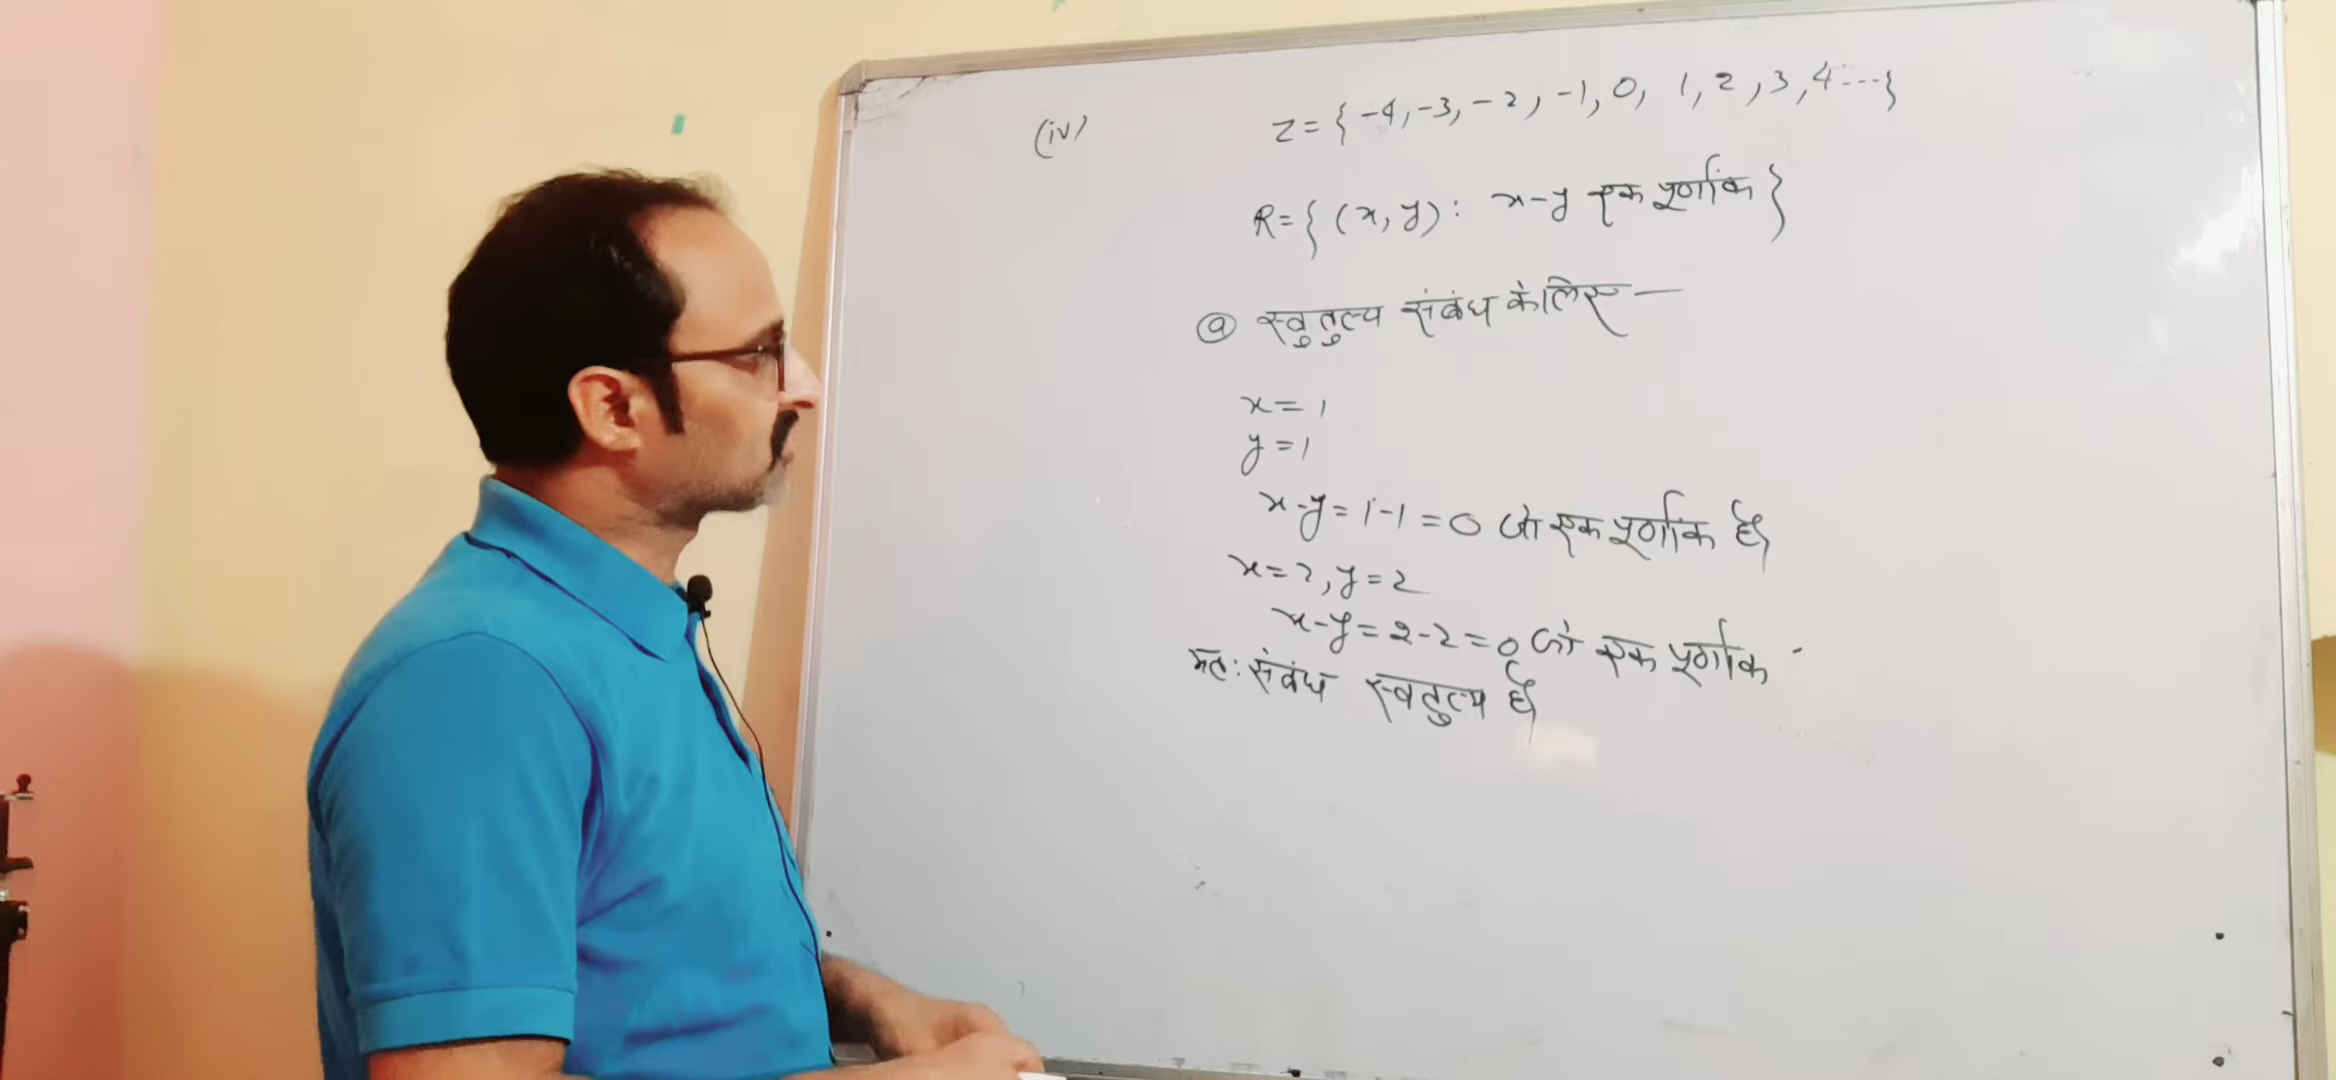 (iv)
Z = { -4, -3, -2, -1, 0, 1, 2, 3, 4 ---}
R = { (x, y) : x-y एक पूर्णांक }
(a) स्वुतुल्य संबंध के लिए —
x = 1
y = 1
x-y = 1-1 = 0 जो एक पूर्णांक है
x = 2, y = 2
x-y = 2-2 = 0 जो एक पूर्णांक
अतः संबंध स्वतुल्य है